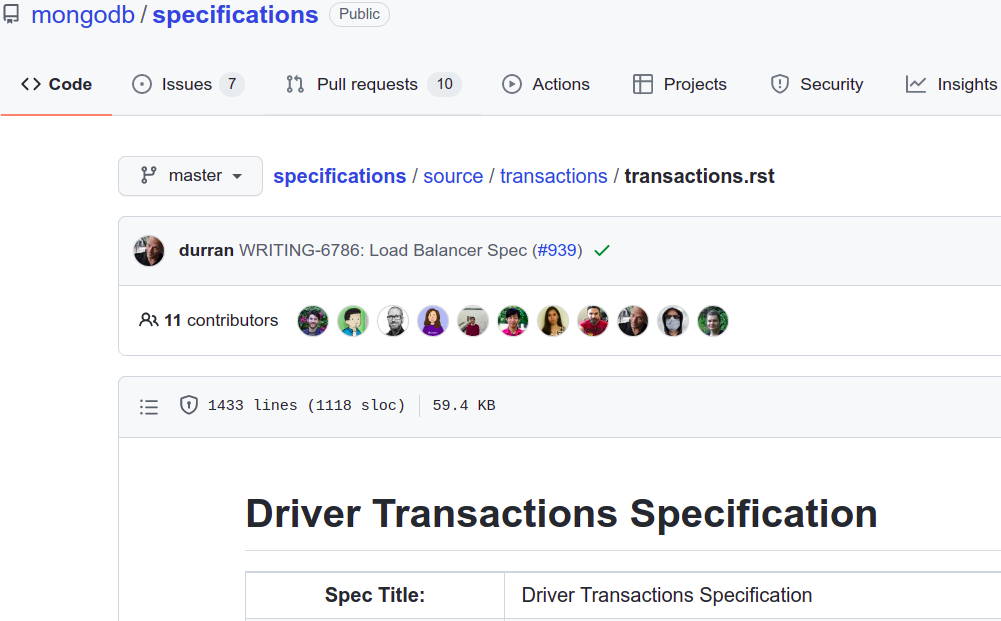 mongodb / specifications Public
Code Issues 7 Pull requests 10 Actions Projects Security Insights
master specifications / source / transactions / transactions.rst
durran WRITING-6786: Load Balancer Spec (#939)
11 contributors
1433 lines (1118 sloc) 59.4 KB
Driver Transactions Specification
Spec Title: Driver Transactions Specification